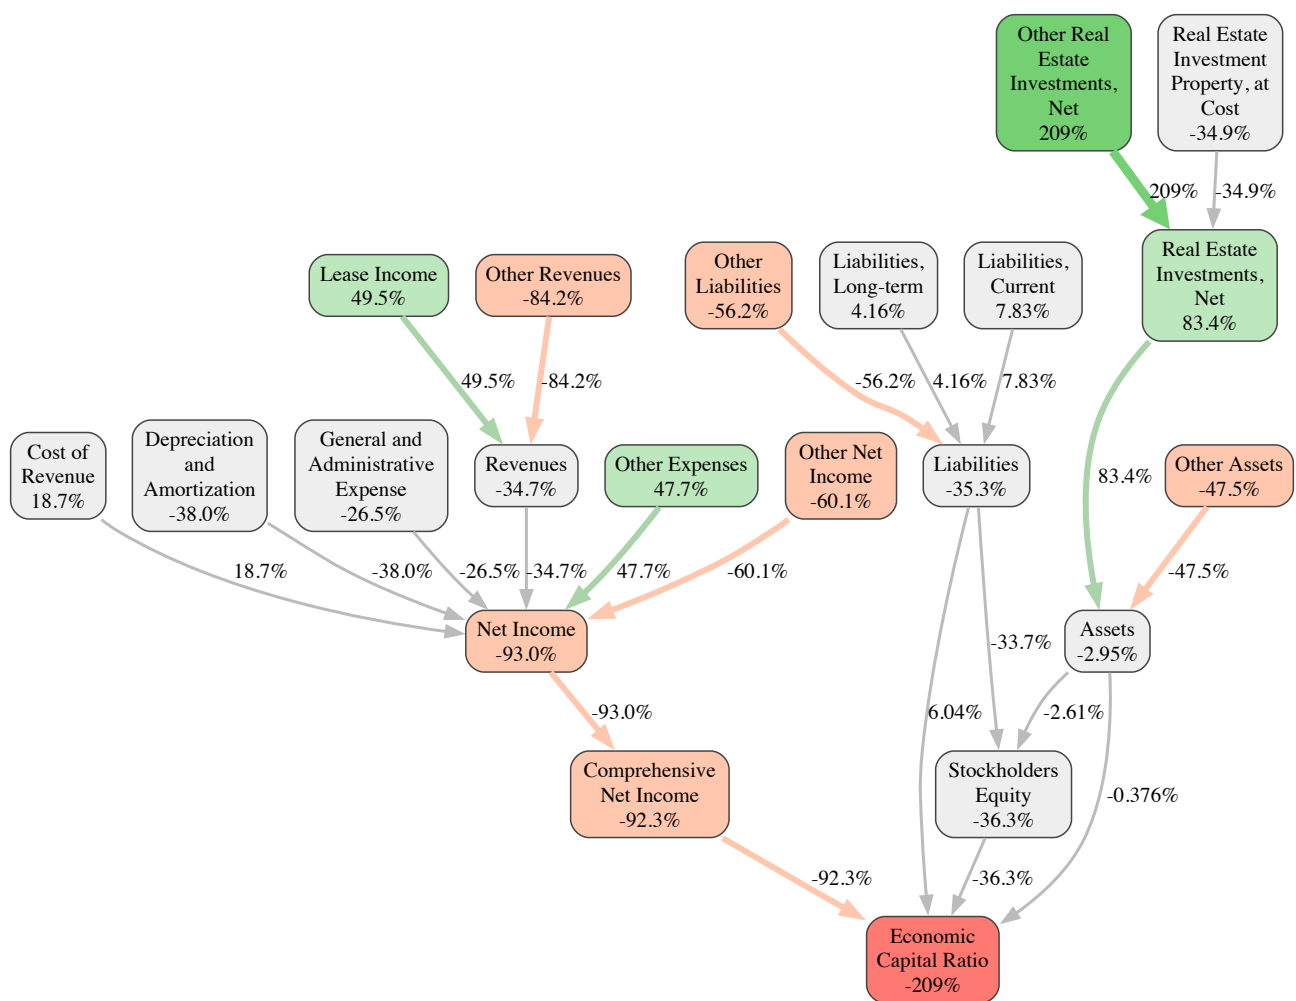 Other Real
Estate
Investments,
Net
209%
Real Estate
Investment
Property, at
Cost
-34.9%
209%
-34.9%
Lease Income
49.5%
Other Revenues
-84.2%
Other
Liabilities
-56.2%
Liabilities,
Long-term
4.16%
Liabilities,
Current
7.83%
Real Estate
Investments,
Net
83.4%
49.5%
-84.2%
-56.2%
4.16%
7.83%
Cost of
Revenue
18.7%
Depreciation
and
Amortization
-38.0%
General and
Administrative
Expense
-26.5%
Revenues
-34.7%
Other Expenses
47.7%
Other Net
Income
-60.1%
Liabilities
-35.3%
83.4%
Other Assets
-47.5%
18.7%
-38.0%
-26.5%
-34.7%
47.7%
-60.1%
-47.5%
Net Income
-93.0%
-33.7%
Assets
-2.95%
-93.0%
6.04%
-2.61%
Comprehensive
Net Income
-92.3%
Stockholders
Equity
-36.3%
-0.376%
-92.3%
-36.3%
Economic
Capital Ratio
-209%